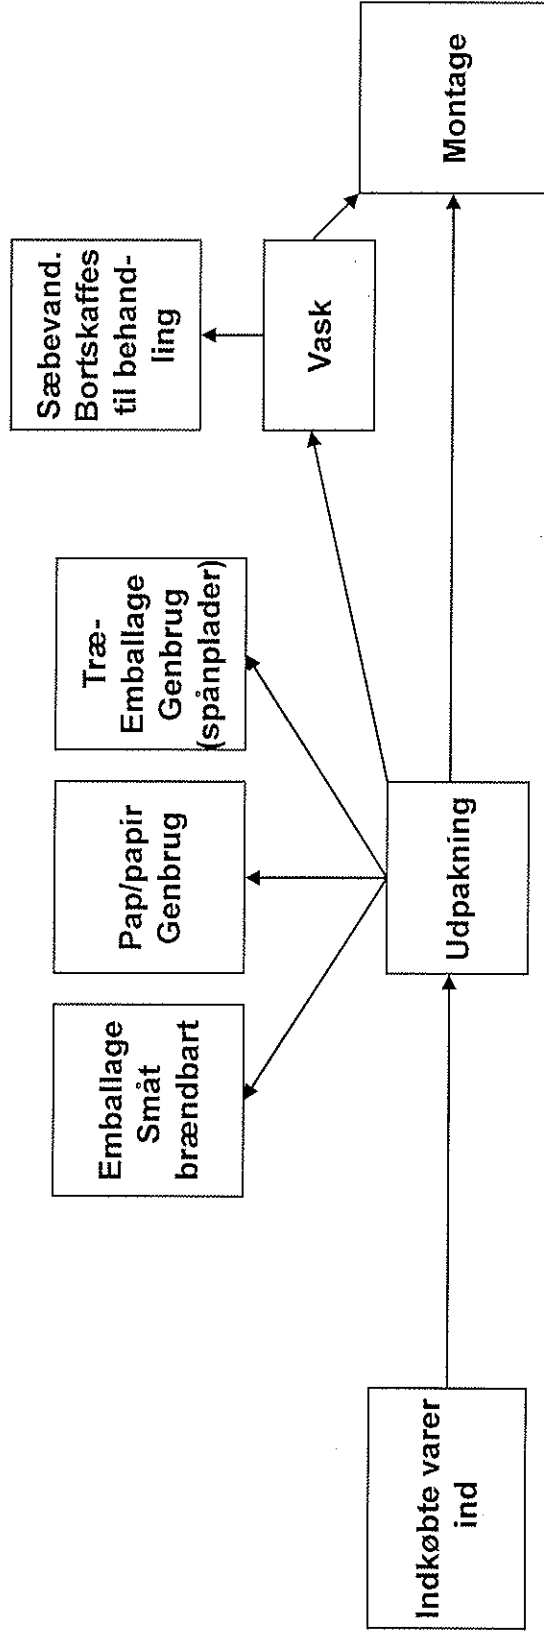 Sæbevand.
Bortskaffes
til behand-
ling
Træ-
Emballage
Genbrug
(spånplader)
Pap/papir
Genbrug
Emballage
Småt
brændbart
Vask
Montage
Udpakning
Indkøbte varer
ind